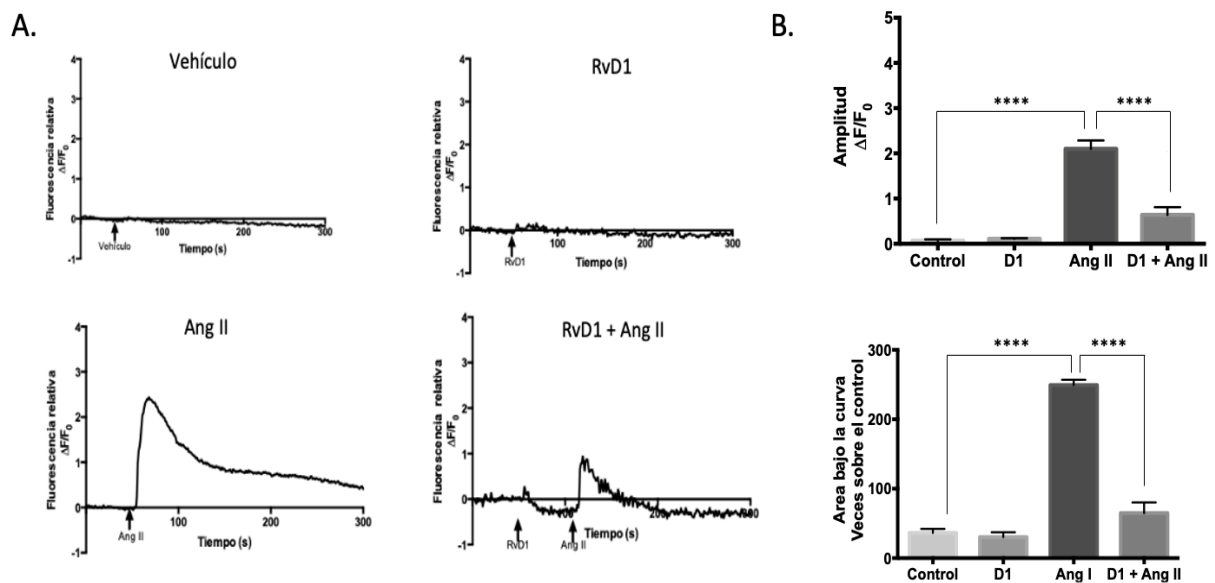 A.
Vehículo
Fluorescencia relativa
ΔF/F0
4
3
2
1
0
-1
100
200
300
Tiempo (s)
Vehículo
RvD1
Fluorescencia relativa
ΔF/F0
4
3
2
1
0
-1
100
200
300
Tiempo (s)
RvD1
Ang II
Fluorescencia relativa
ΔF/F0
4
3
2
1
0
-1
100
200
300
Tiempo (s)
Ang II
RvD1 + Ang II
Fluorescencia relativa
ΔF/F0
4
3
2
1
0
-1
100
200
300
Tiempo (s)
RvD1
Ang II
B.
Amplitud
ΔF/F0
5
4
3
2
1
0
**** ****
Control D1 Ang II D1 + Ang II
Area bajo la curva
Veces sobre el control
300
200
100
0
**** ****
Control D1 Ang I D1 + Ang II